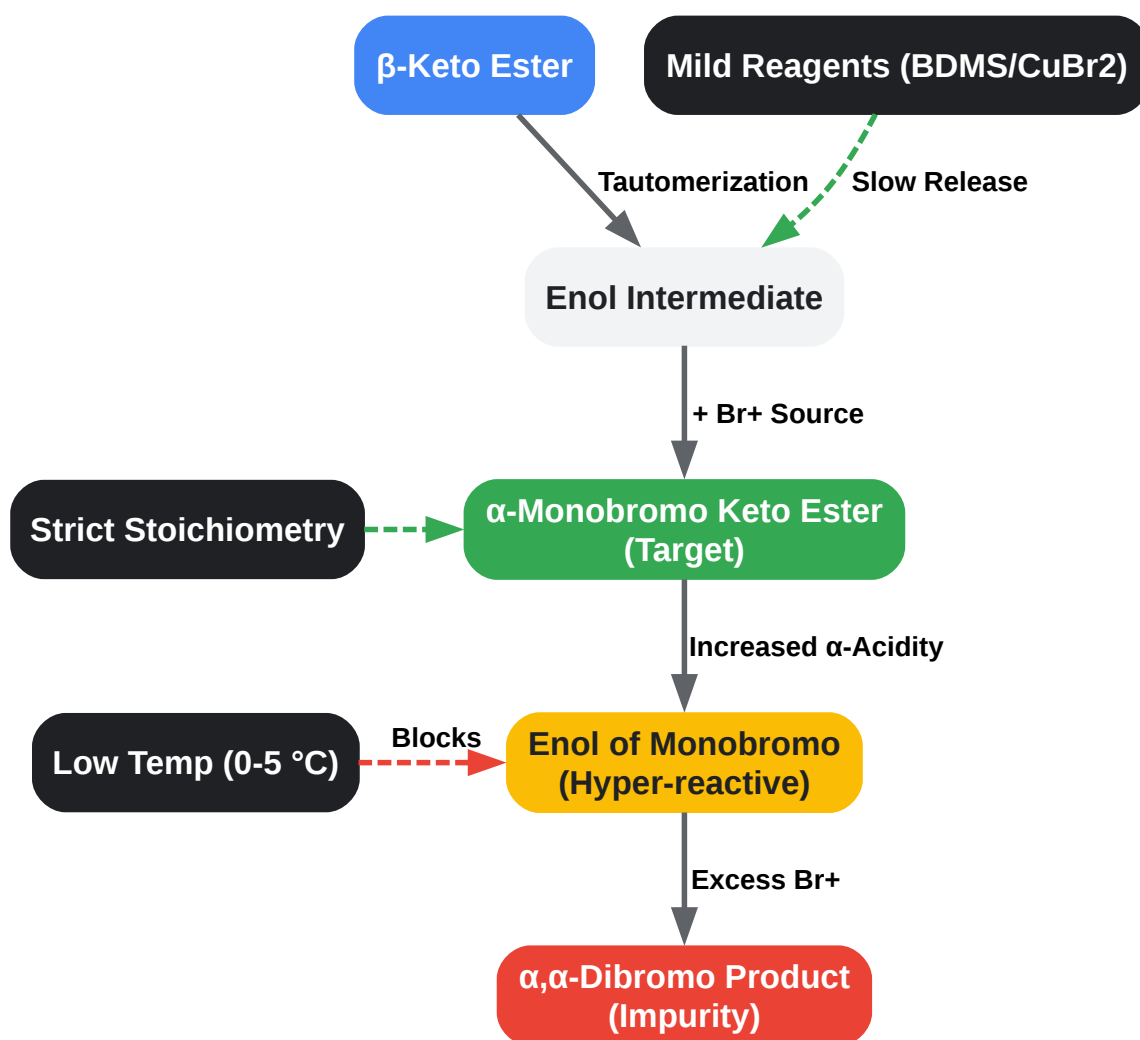 β-Keto Ester
Mild Reagents (BDMS/CuBr2)
Tautomerization
Slow Release
Enol Intermediate
+ Br+ Source
Strict Stoichiometry
α-Monobromo Keto Ester
(Target)
Increased α-Acidity
Low Temp (0-5 °C)
Blocks
Enol of Monobromo
(Hyper-reactive)
Excess Br+
α,α-Dibromo Product
(Impurity)